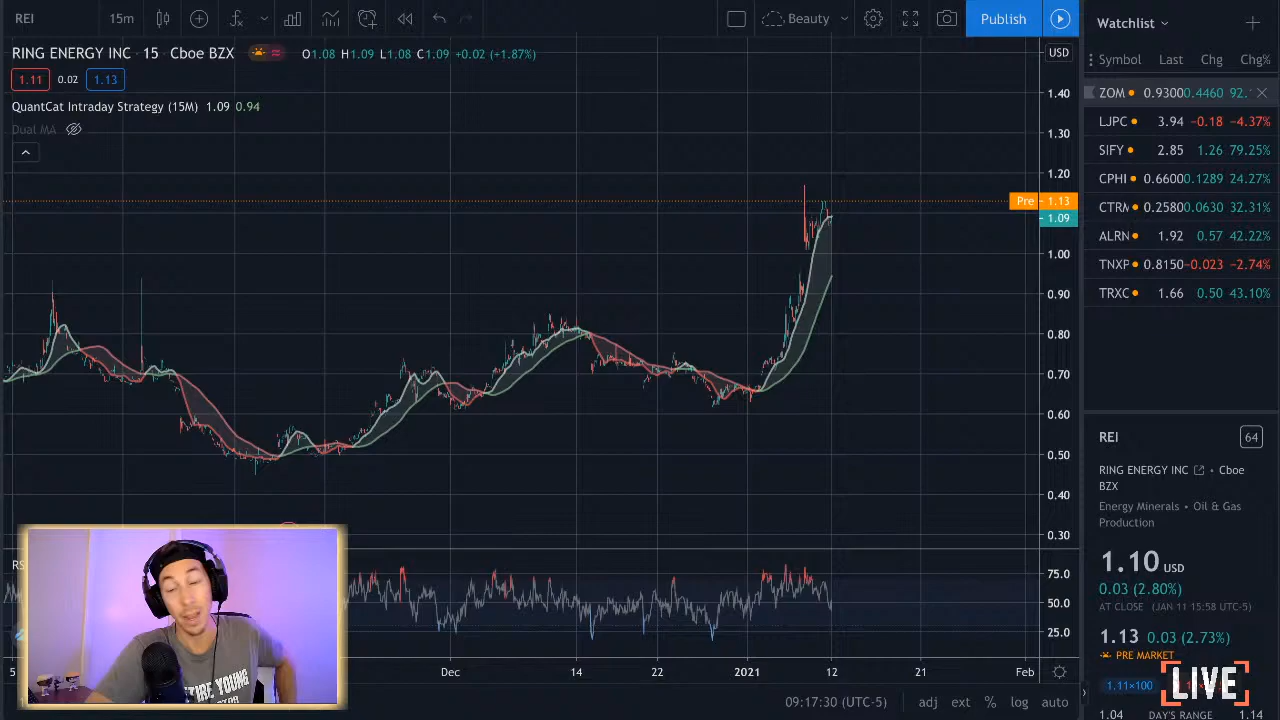 REI 15m Beauty Publish
RING ENERGY INC · 15 · Cboe BZX O1.08 H1.09 L1.08 C1.09 +0.02 (+1.87%)
1.11 0.02 1.13
QuantCat Intraday Strategy (15M) 1.09 0.94
Dual MA
USD
1.40
1.30
1.20
Pre 1.13
1.09
1.00
0.90
0.80
0.70
0.60
0.50
0.40
0.30
75.0
50.0
25.0
5 Dec 14 22 2021 12 21 Feb
09:17:30 (UTC-5) adj ext % log auto
Watchlist
Symbol Last Chg Chg%
ZOM 0.9300 0.4460 92.
LJPC 3.94 −0.18 −4.37%
SIFY 2.85 1.26 79.25%
CPHI 0.6600 0.1289 24.27%
CTRM 0.2580 0.0630 32.31%
ALRN 1.92 0.57 42.22%
TNXP 0.8150 −0.023 −2.74%
TRXC 1.66 0.50 43.10%
REI 64
RING ENERGY INC · Cboe
BZX
Energy Minerals · Oil & Gas
Production
1.10 USD
0.03 (2.80%)
AT CLOSE (JAN 11 15:58 UTC-5)
1.13 0.03 (2.73%)
PRE MARKET
1.11×100
LIVE
1.04 DAY'S RANGE 1.14